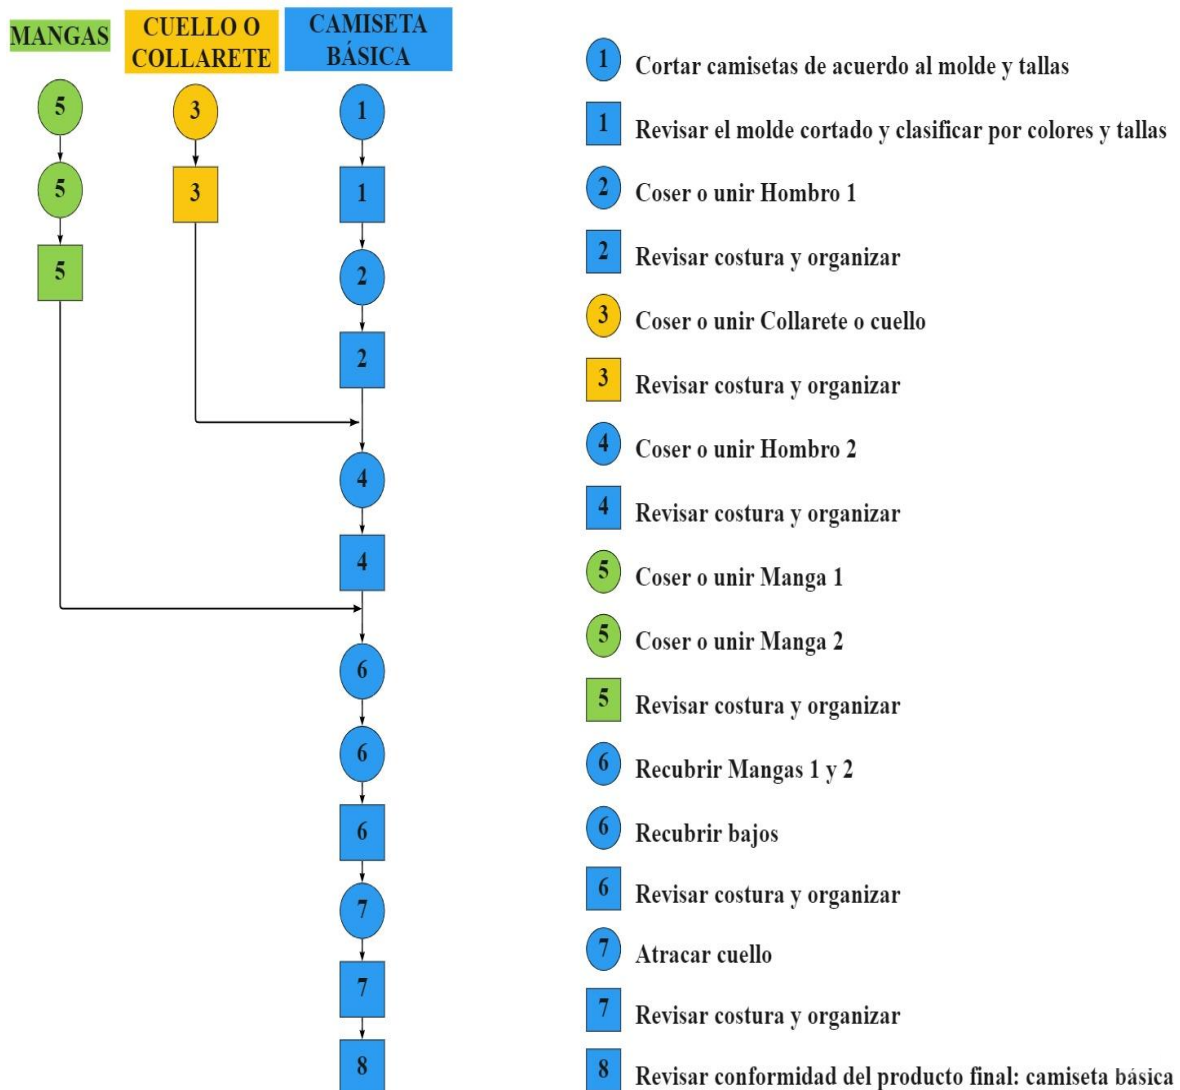 MANGAS
CUELLO O
COLLARETE
CAMISETA
BÁSICA
5
5
5
3
3
1
1
2
2
4
4
6
6
6
7
7
8
1 Cortar camisetas de acuerdo al molde y tallas
1 Revisar el molde cortado y clasificar por colores y tallas
2 Coser o unir Hombro 1
2 Revisar costura y organizar
3 Coser o unir Collarete o cuello
3 Revisar costura y organizar
4 Coser o unir Hombro 2
4 Revisar costura y organizar
5 Coser o unir Manga 1
5 Coser o unir Manga 2
5 Revisar costura y organizar
6 Recubrir Mangas 1 y 2
6 Recubrir bajos
6 Revisar costura y organizar
7 Atracar cuello
7 Revisar costura y organizar
8 Revisar conformidad del producto final: camiseta básica